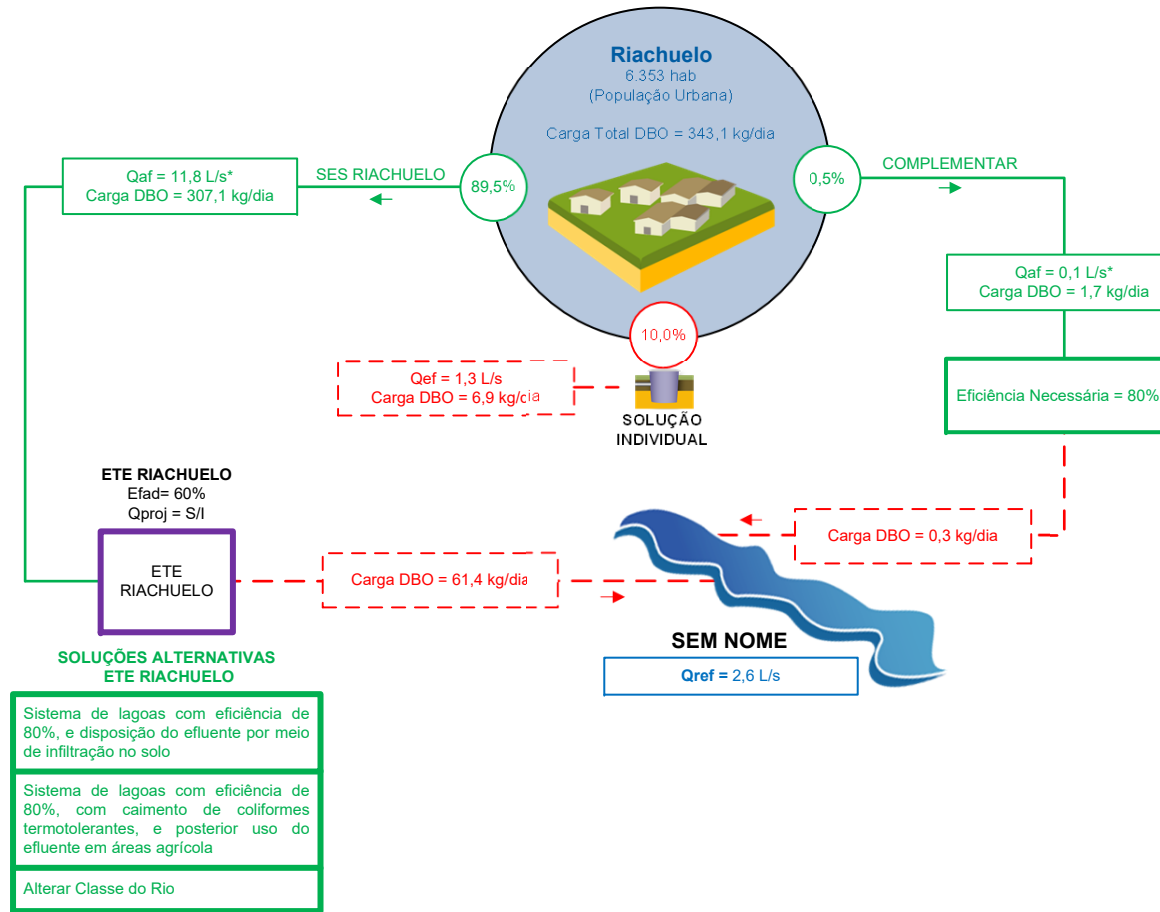 Riachuelo
6.353 hab
(População Urbana)
Carga Total DBO = 343,1 kg/dia
Qaf = 11,8 L/s*
Carga DBO = 307,1 kg/dia
SES RIACHUELO
89,5%
0,5%
COMPLEMENTAR
Qaf = 0,1 L/s*
Carga DBO = 1,7 kg/dia
10,0%
Qef = 1,3 L/s
Carga DBO = 6,9 kg/dia
SOLUÇÃO
INDIVIDUAL
Eficiência Necessária = 80%
ETE RIACHUELO
Efad= 60%
Qproj = S/I
ETE
RIACHUELO
Carga DBO = 61,4 kg/dia
Carga DBO = 0,3 kg/dia
SEM NOME
Qref = 2,6 L/s
SOLUÇÕES ALTERNATIVAS
ETE RIACHUELO
Sistema de lagoas com eficiência de
80%, e disposição do efluente por meio
de infiltração no solo
Sistema de lagoas com eficiência de
80%, com caimento de coliformes
termotolerantes, e posterior uso do
efluente em áreas agrícola
Alterar Classe do Rio